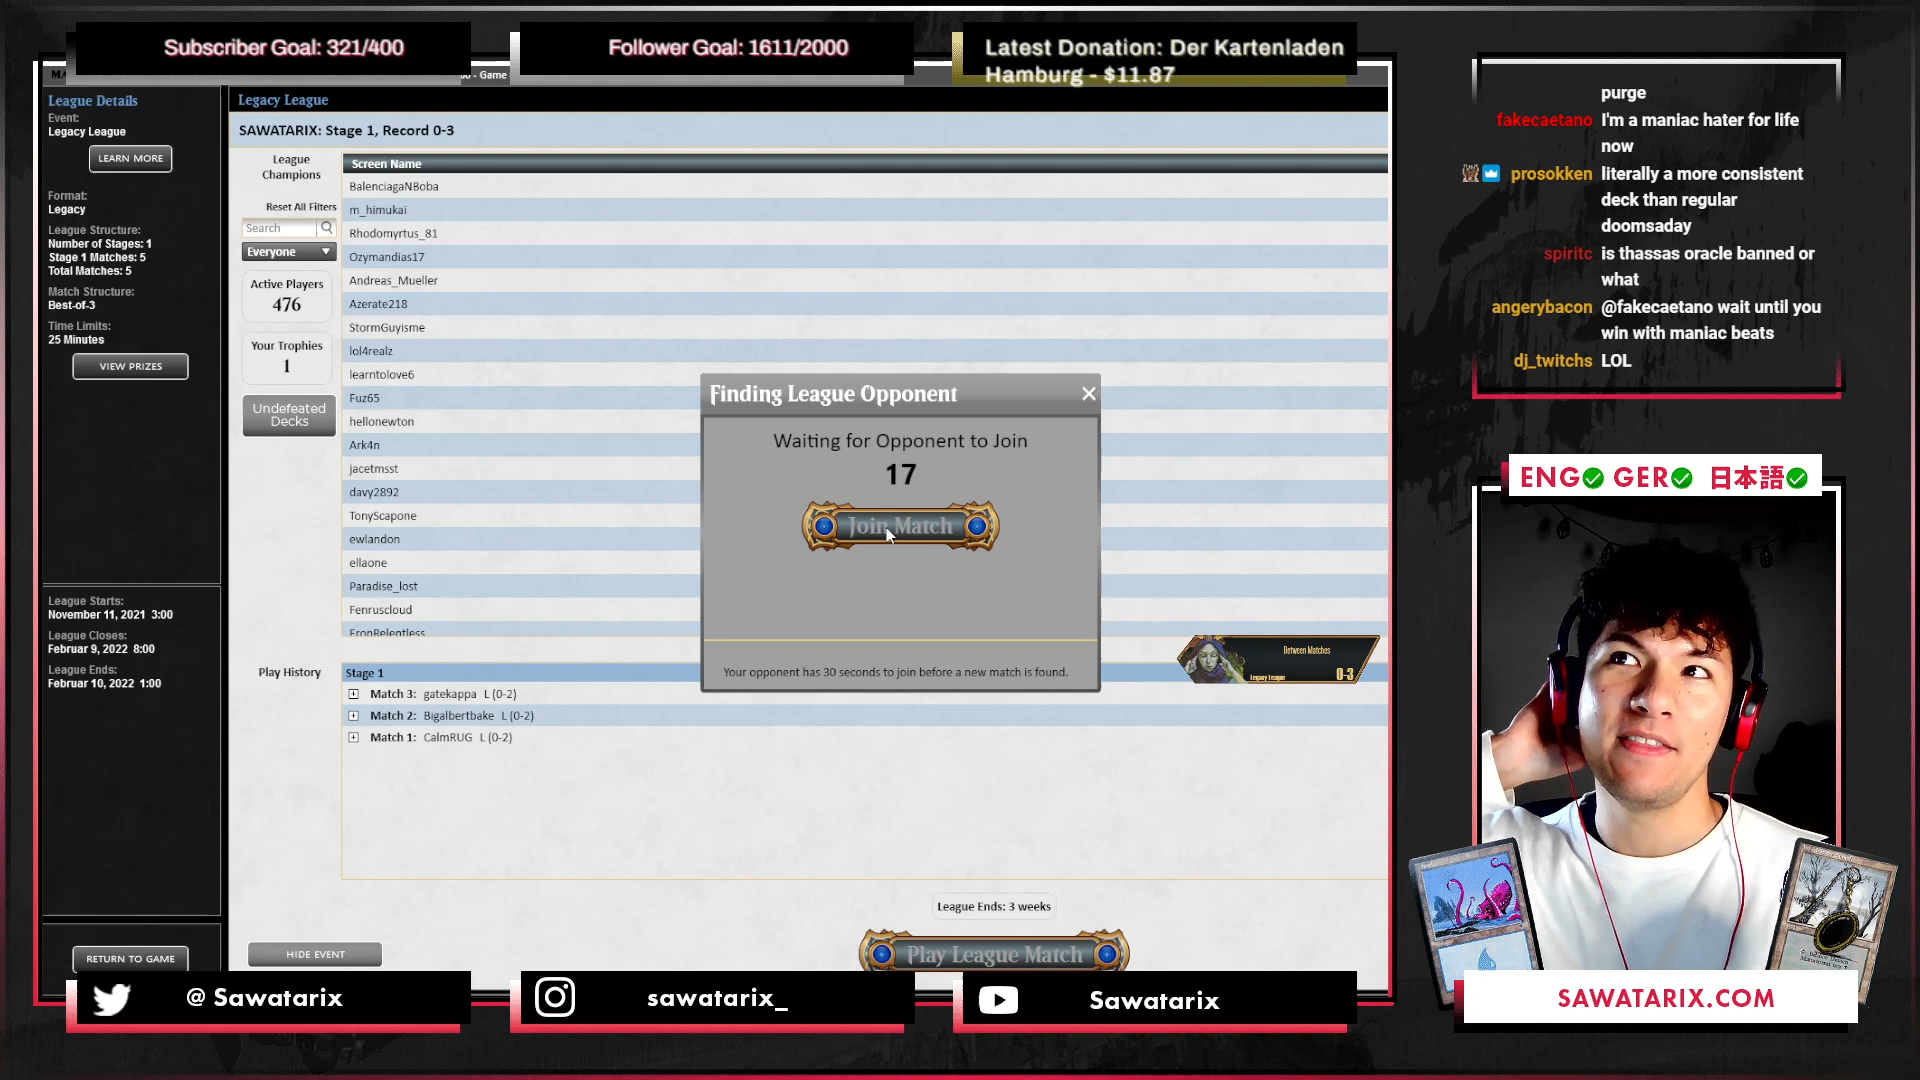 Subscriber Goal: 321/400
Follower Goal: 1611/2000
Latest Donation: Der Kartenladen
Hamburg - $11.87
- Game
League Details
Event:
Legacy League
LEARN MORE
Format:
Legacy
League Structure:
Number of Stages: 1
Stage 1 Matches: 5
Total Matches: 5
Match Structure:
Best-of-3
Time Limits:
25 Minutes
VIEW PRIZES
League Starts:
November 11, 2021 3:00
League Closes:
Februar 9, 2022 8:00
League Ends:
Februar 10, 2022 1:00
RETURN TO GAME
Legacy League
SAWATARIX: Stage 1, Record 0-3
League
Champions
Reset All Filters
Search
Everyone
Active Players
476
Your Trophies
1
Undefeated
Decks
Screen Name
BalenciagaNBoba
m_himukai
Rhodomyrtus_81
Ozymandias17
Andreas_Mueller
Azerate218
StormGuyisme
lol4realz
learntolove6
Fuz65
hellonewton
Ark4n
jacetmsst
davy2892
TonyScapone
ewlandon
ellaone
Paradise_lost
Fenruscloud
EronRelentless
Finding League Opponent
Waiting for Opponent to Join
17
Join Match
Your opponent has 30 seconds to join before a new match is found.
Between Matches
Legacy League
0-3
Play History
Stage 1
Match 3: gatekappa L (0-2)
Match 2: Bigalbertbake L (0-2)
Match 1: CalmRUG L (0-2)
League Ends: 3 weeks
HIDE EVENT
Play League Match
purge
fakecaetano I'm a maniac hater for life
now
prosokken literally a more consistent
deck than regular
doomsaday
spiritc is thassas oracle banned or
what
angerybacon @fakecaetano wait until you
win with maniac beats
dj_twitchs LOL
ENG GER 日本語
@ Sawatarix
sawatarix_
Sawatarix
SAWATARIX.COM